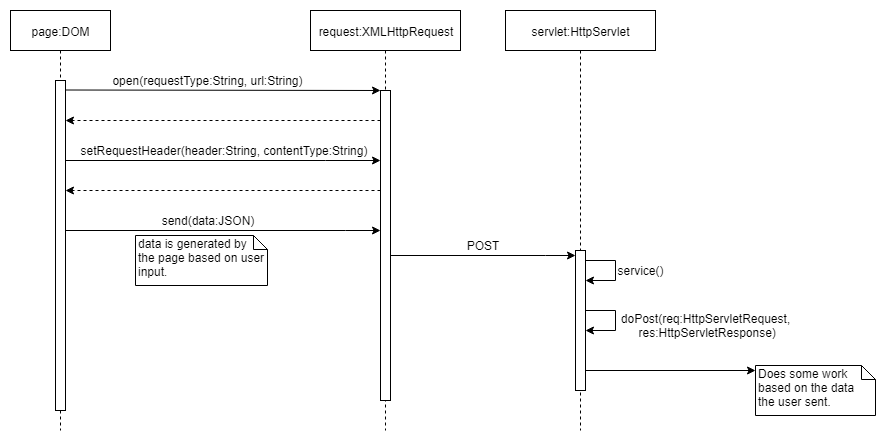 page:DOM
request:XMLHttpRequest
servlet:HttpServlet
open(requestType:String, url:String)
setRequestHeader(header:String, contentType:String)
send(data:JSON)
data is generated by
the page based on user
input.
POST
service()
doPost(req:HttpServletRequest,
res:HttpServletResponse)
Does some work
based on the data
the user sent.